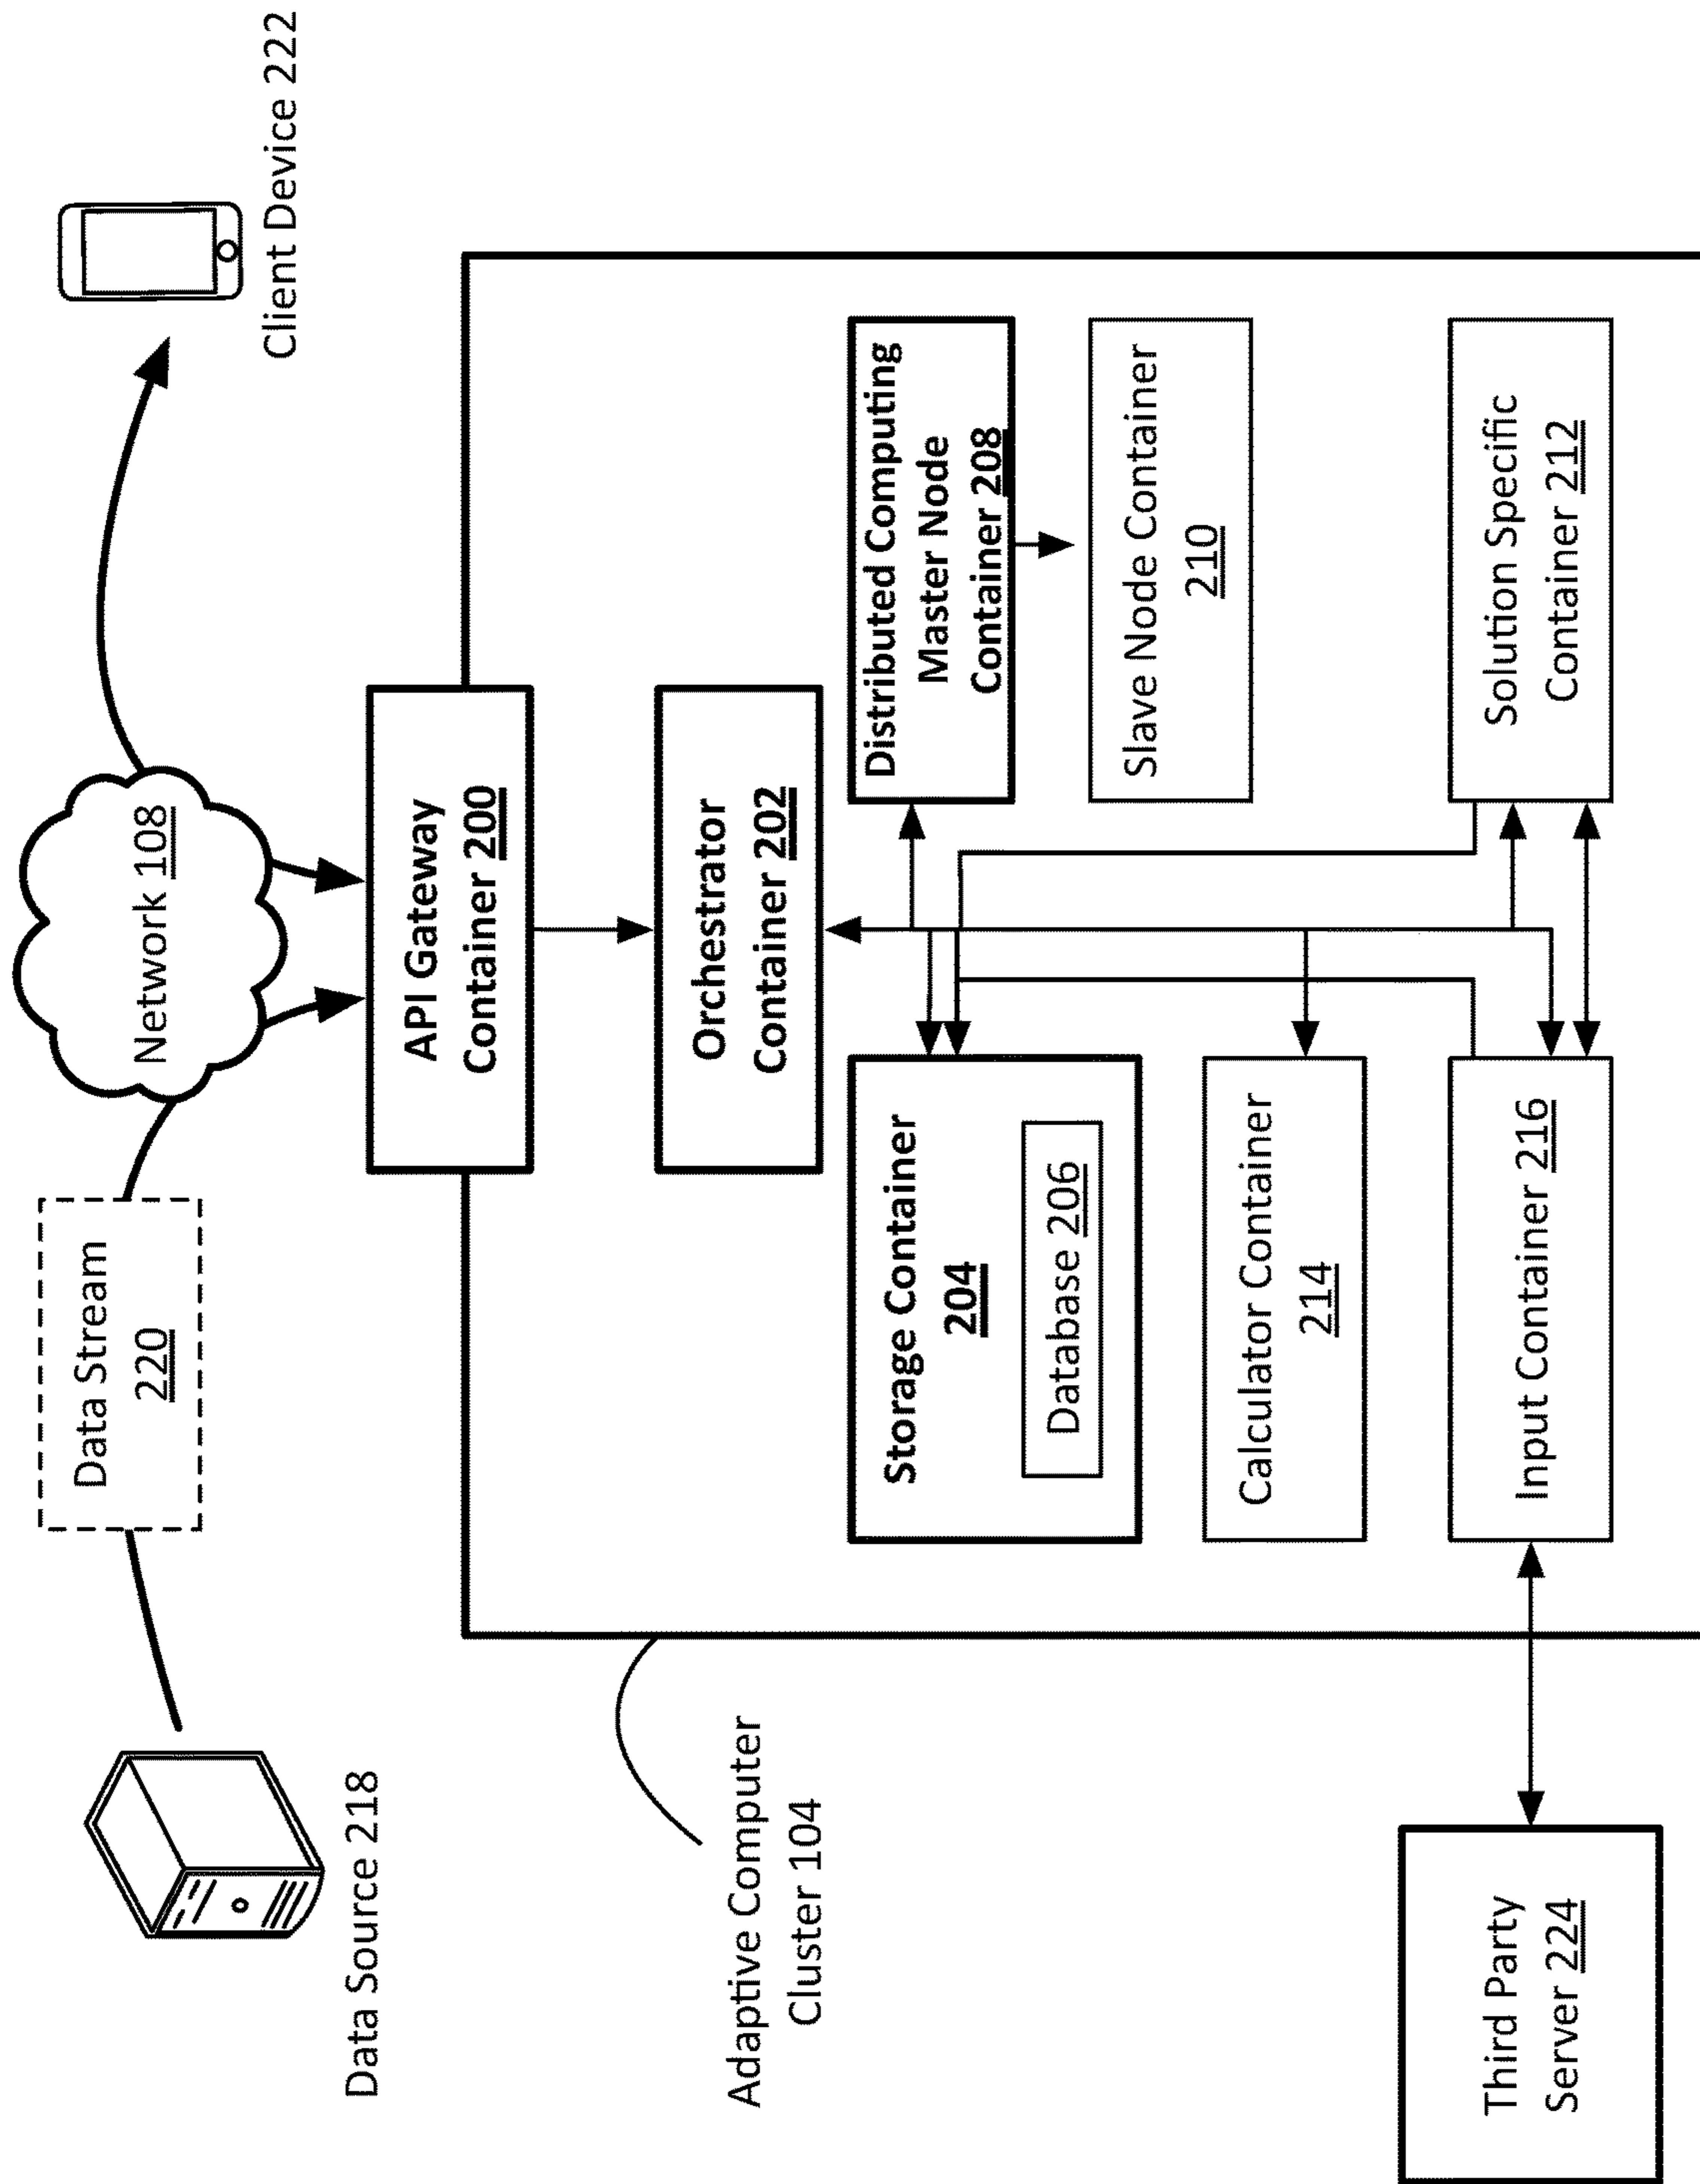 Data Source 218
Data Stream
220
Network 108
Client Device 222
Adaptive Computer
Cluster 104
API Gateway
Container 200
Orchestrator
Container 202
Storage Container
204
Database 206
Distributed Computing
Master Node
Container 208
Slave Node Container
210
Calculator Container
214
Third Party
Server 224
Input Container 216
Solution Specific
Container 212